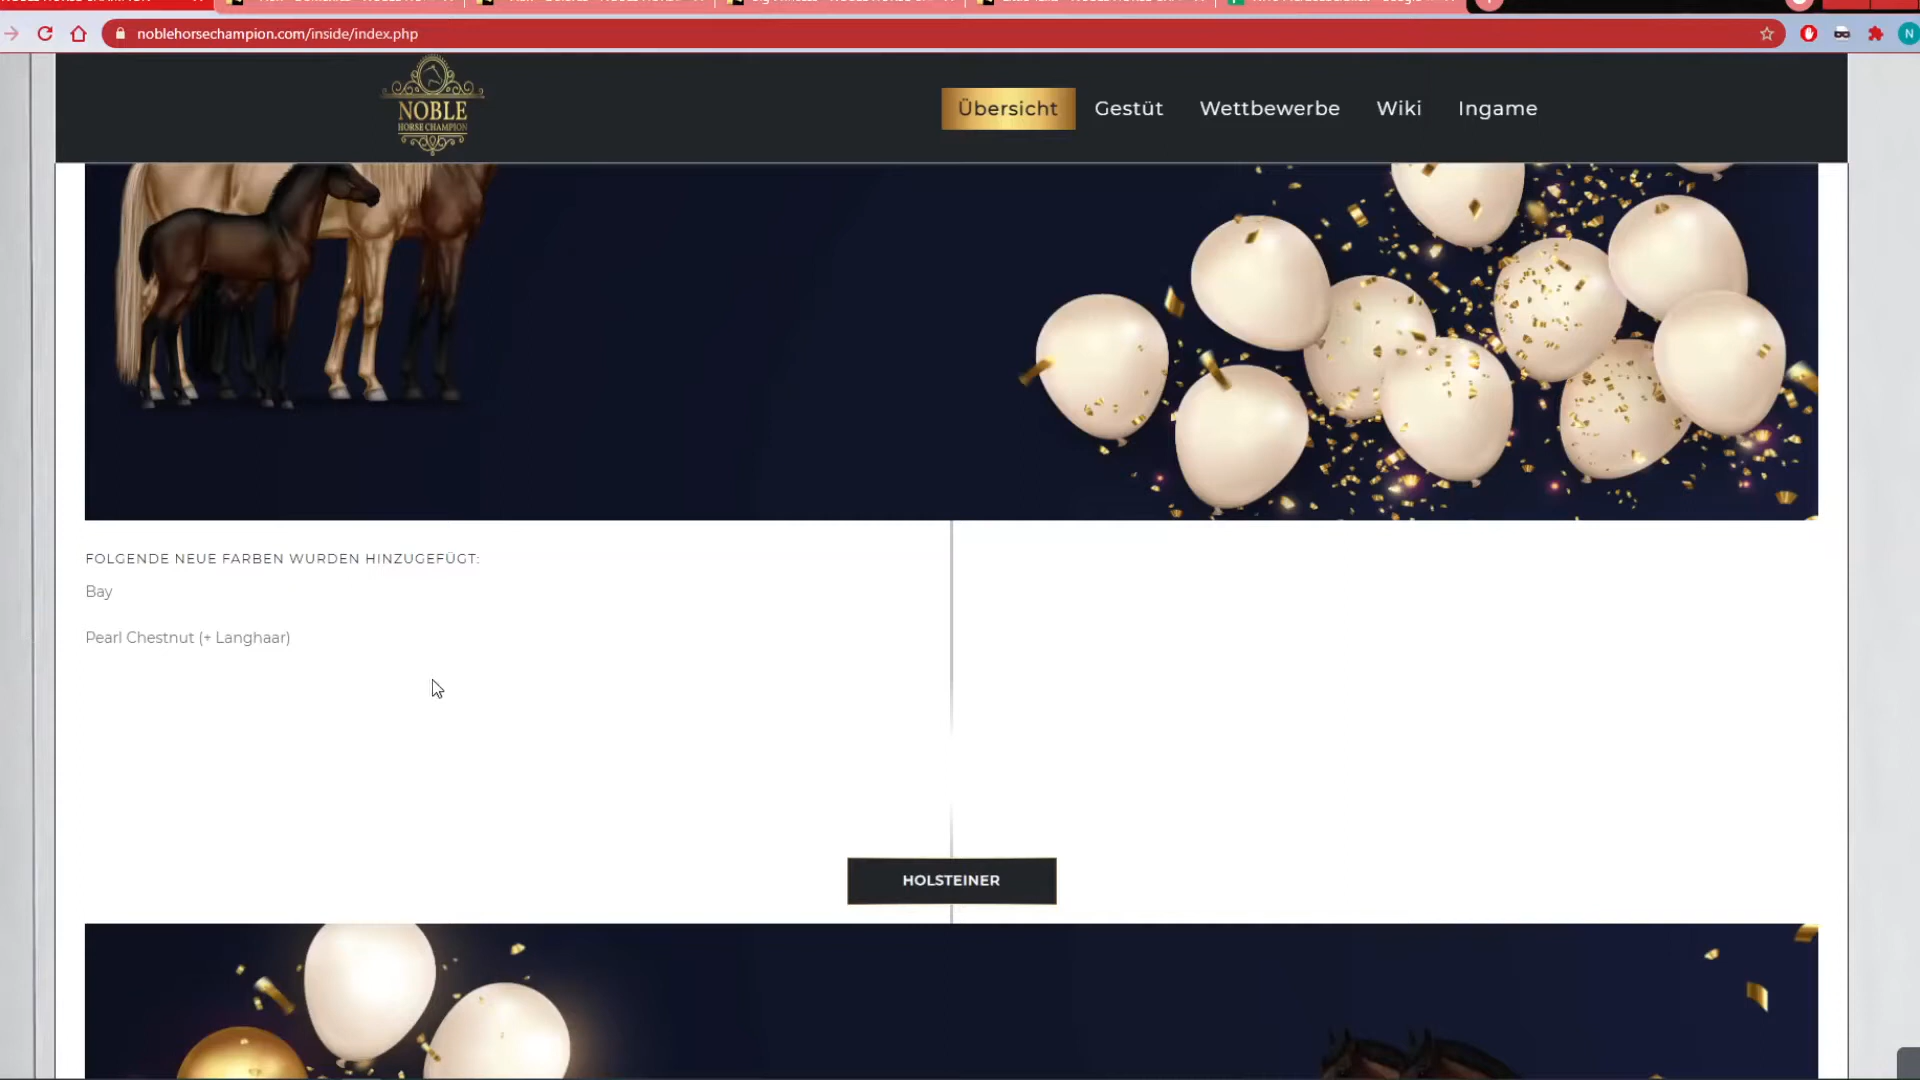 noblehorsechampion.com/inside/index.php
N
NOBLE
HORSE CHAMPION
Übersicht
Gestüt
Wettbewerbe
Wiki
Ingame
FOLGENDE NEUE FARBEN WURDEN HINZUGEFÜGT:
Bay
Pearl Chestnut (+ Langhaar)
HOLSTEINER